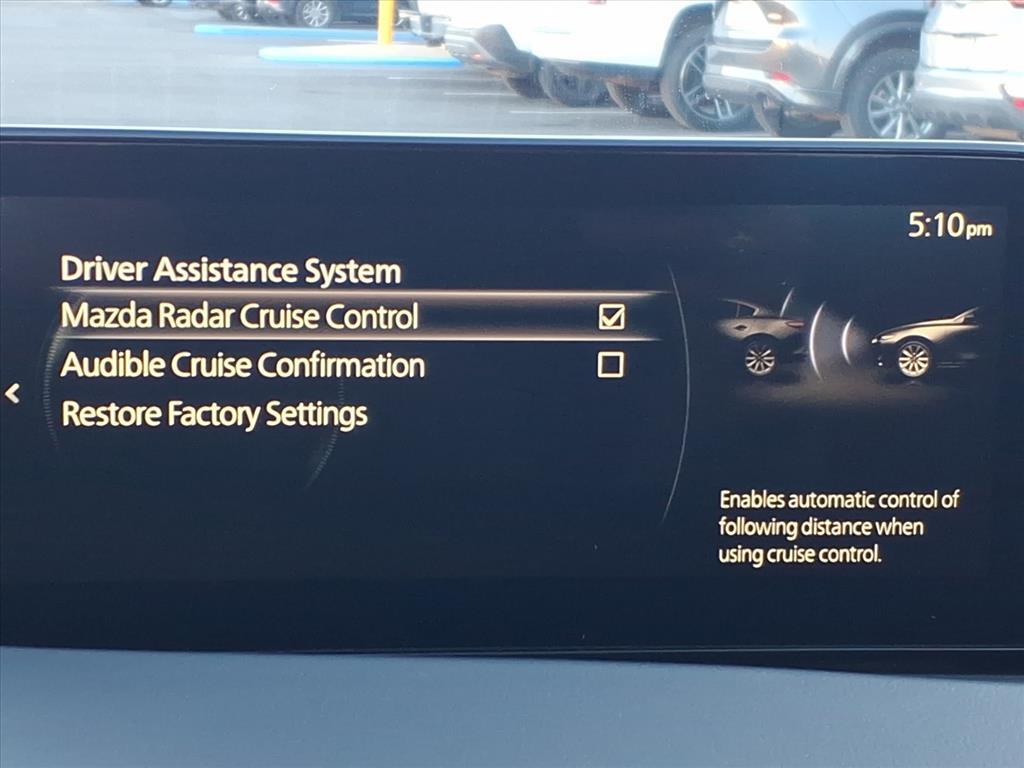 5:10pm
Driver Assistance System
Mazda Radar Cruise Control
Audible Cruise Confirmation
Restore Factory Settings
Enables automatic control of
following distance when
using cruise control.